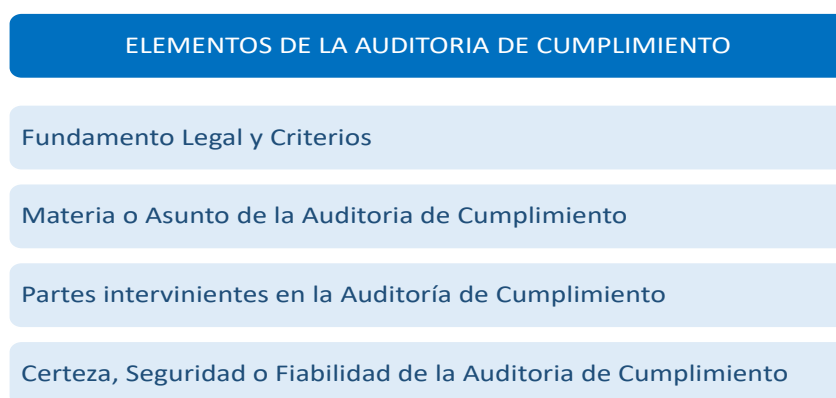 ELEMENTOS DE LA AUDITORIA DE CUMPLIMIENTO
Fundamento Legal y Criterios
Materia o Asunto de la Auditoria de Cumplimiento
Partes intervinientes en la Auditoría de Cumplimiento
Certeza, Seguridad o Fiabilidad de la Auditoria de Cumplimiento